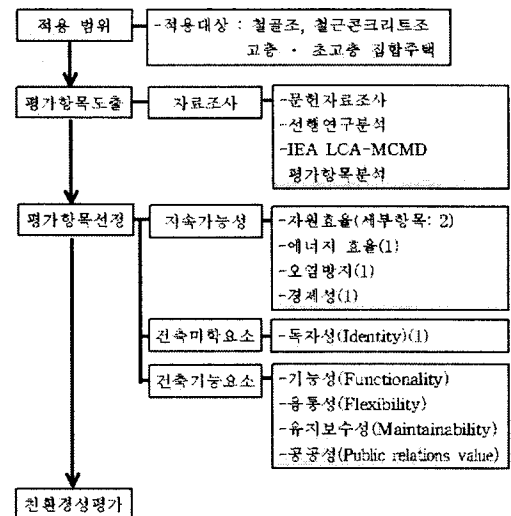 적용 범위
-적용대상 : 철골조, 철근콘크리트조
고층 · 초고층 집합주택
평가항목도출
자료조사
-문헌자료조사
-선행연구분석
-IEA LCA-MCMD
평가항목분석
평가항목선정
지속가능성
-자원효율(세부항목: 2)
-에너지 효율(1)
-오염방지(1)
-경제성(1)
건축미학요소
-독자성(Identity)(1)
건축기능요소
-기능성(Functionality)
-융통성(Flexibility)
-유지보수성(Maintainability)
-공공성(Public relations value)
친환경성평가